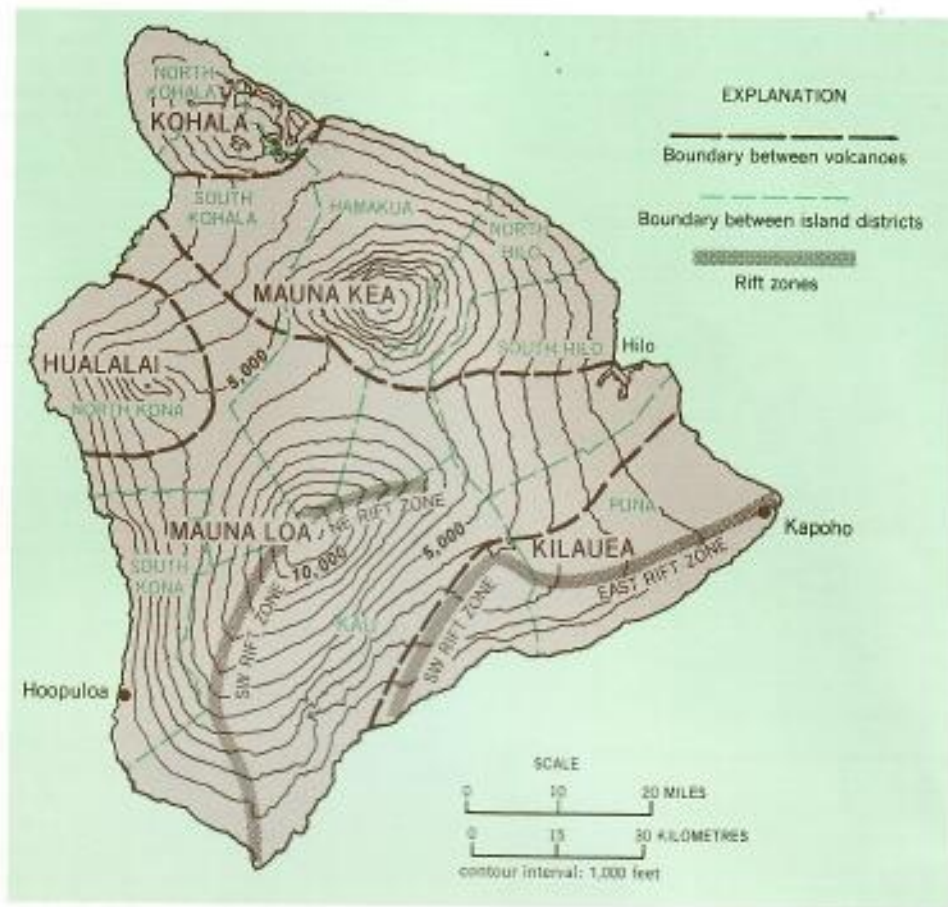 NORTH
KOHALA
KOHALA
EXPLANATION
Boundary between volcanoes
Boundary between island districts
Rift zones
SOUTH
KOHALA
HAMAKUA
NORTH
HILO
MAUNA KEA
SOUTH HILO
Hilo
HUALALAI
5,000
NORTH KONA
NE RIFT ZONE
MAUNA LOA
10,000
5,000
PUNA
Kapoho
KILAUEA
EAST RIFT ZONE
SOUTH
KONA
SW RIFT ZONE
KAU
SW RIFT ZONE
Hoopuloa
SCALE
0 10 20 MILES
0 15 30 KILOMETRES
contour interval: 1,000 feet